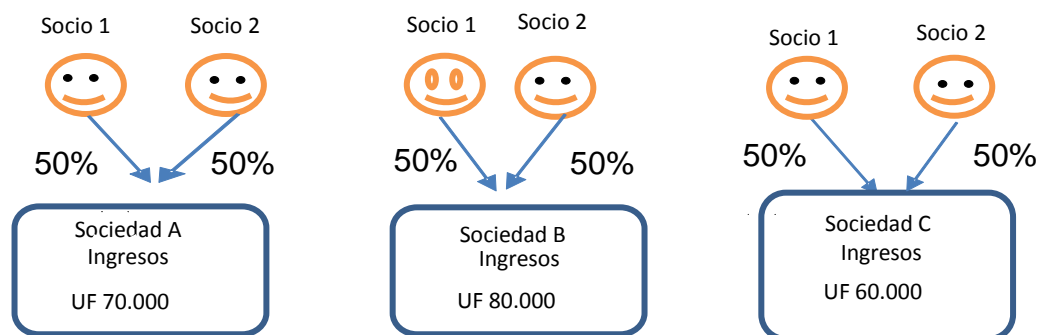 Socio 1
Socio 2
50%
50%
Sociedad A
Ingresos
UF 70.000
Socio 1
Socio 2
50%
50%
Sociedad B
Ingresos
UF 80.000
Socio 1
Socio 2
50%
50%
Sociedad C
Ingresos
UF 60.000